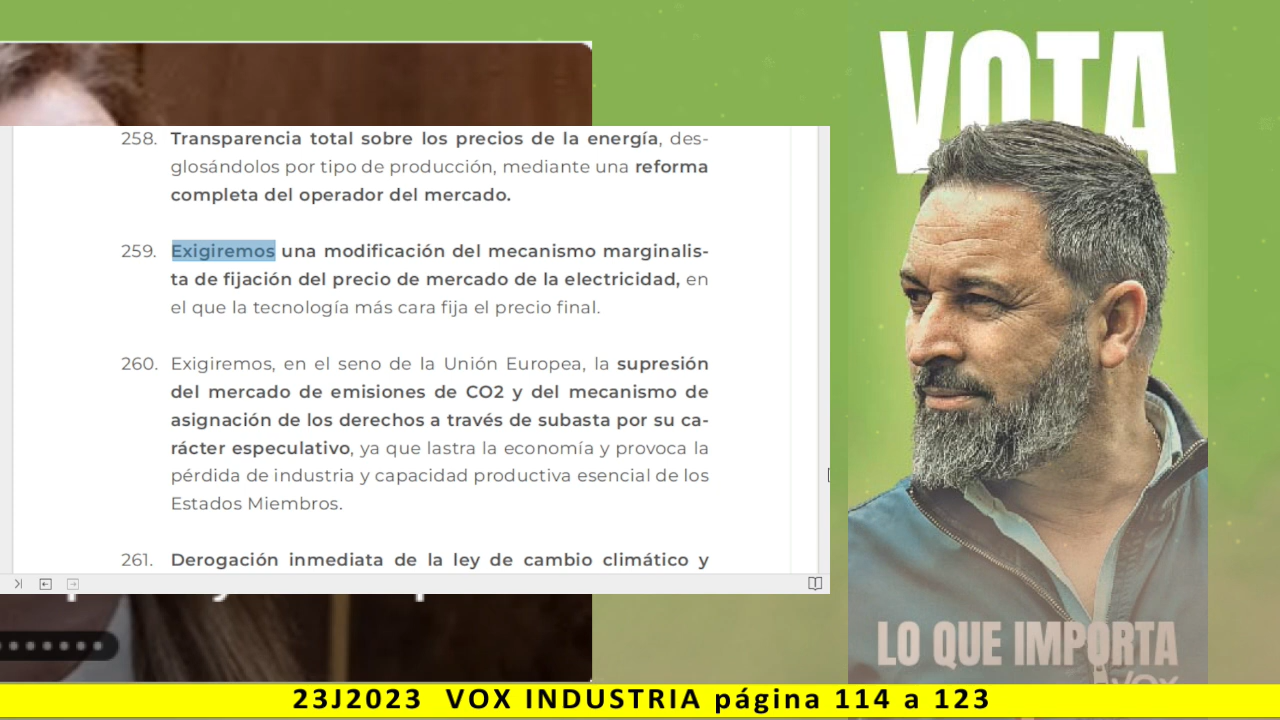 258. Transparencia total sobre los precios de la energía, des-
glosándolos por tipo de producción, mediante una reforma
completa del operador del mercado.
259. Exigiremos una modificación del mecanismo marginalis-
ta de fijación del precio de mercado de la electricidad, en
el que la tecnología más cara fija el precio final.
260. Exigiremos, en el seno de la Unión Europea, la supresión
del mercado de emisiones de CO2 y del mecanismo de
asignación de los derechos a través de subasta por su ca-
rácter especulativo, ya que lastra la economía y provoca la
pérdida de industria y capacidad productiva esencial de los
Estados Miembros.
261. Derogación inmediata de la ley de cambio climático y
VOTA
LO QUE IMPORTA
VOX
23J2023 VOX INDUSTRIA página 114 a 123